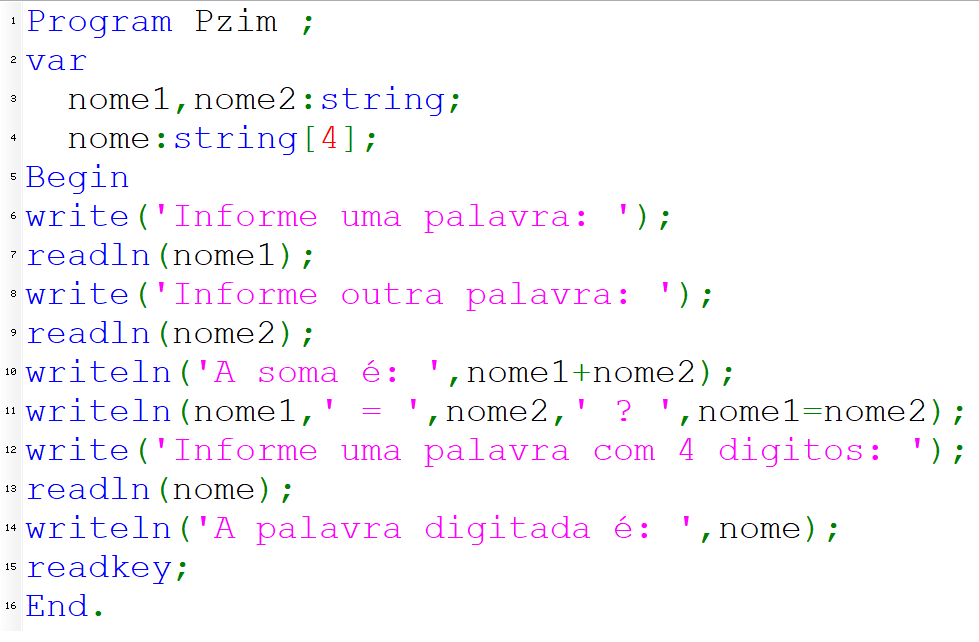 1 Program Pzim ;
2 var
3   nome1,nome2:string;
4   nome:string[4];
5 Begin
6 write('Informe uma palavra: ');
7 readln(nome1);
8 write('Informe outra palavra: ');
9 readln(nome2);
10 writeln('A soma é: ',nome1+nome2);
11 writeln(nome1,' = ',nome2,' ? ',nome1=nome2);
12 write('Informe uma palavra com 4 digitos: ');
13 readln(nome);
14 writeln('A palavra digitada é: ',nome);
15 readkey;
16 End.